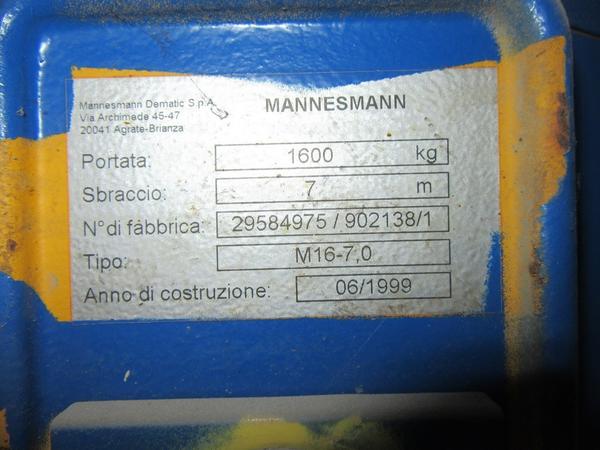 Mannesmann Dematic S.p.A.
Via Archimede 45-47
20041 Agrate-Brianza
MANNESMANN
Portata: 1600 kg
Sbraccio: 7 m
N°di fabbrica: 29584975 / 902138/1
Tipo: M16-7,0
Anno di costruzione: 06/1999